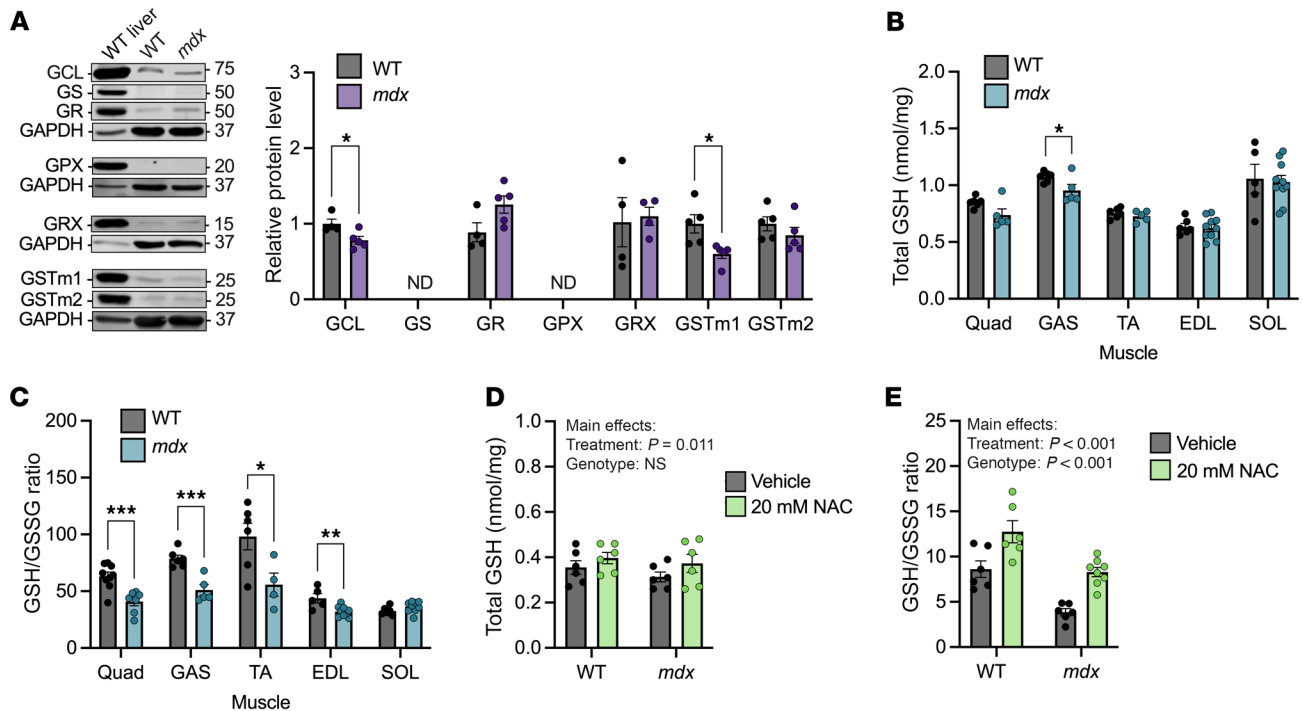 A
WT liver
WT
mdx
GCL
75
GS
50
GR
50
GAPDH
37
GPX
20
GAPDH
37
GRX
15
GAPDH
37
GSTm1
25
GSTm2
25
GAPDH
37
WT
mdx
Relative protein level
3
2
1
0
*
*
ND
ND
GCL GS GR GPX GRX GSTm1 GSTm2
B
WT
mdx
Total GSH (nmol/mg)
2.0
1.5
1.0
0.5
0.0
*
Quad GAS TA EDL SOL
Muscle
C
WT
mdx
GSH/GSSG ratio
200
150
100
50
0
***
***
*
**
Quad GAS TA EDL SOL
Muscle
D
Total GSH (nmol/mg)
1.0
0.8
0.6
0.4
0.2
0.0
Main effects:
Treatment: P = 0.011
Genotype: NS
Vehicle
20 mM NAC
WT mdx
E
GSH/GSSG ratio
25
20
15
10
5
0
Main effects:
Treatment: P < 0.001
Genotype: P < 0.001
Vehicle
20 mM NAC
WT mdx